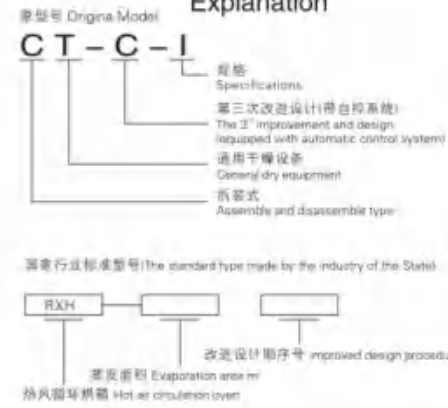 Explanation
原型号 Origina Model
C T – C – I
规格
Specifications
第三次改进设计(带自控系统)
The 3" improvement and design
(equipped with automatic control system)
通用干燥设备
General dry equipment
拆装式
Assemble and disassemble type
国家行业标准型号(The standard type made by the industry of the State)
RXH
改进设计顺序号 improved design procedu
蒸发面积 Evaporation area m²
热风循环烘箱 Hot air circulation oven